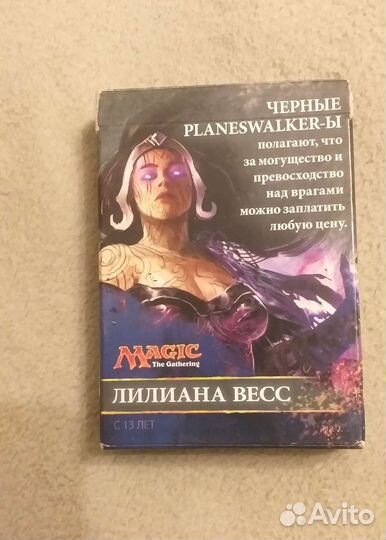 ЧЕРНЫЕ
PLANESWALKER-Ы
полагают, что
за могущество и
превосходство
над врагами
можно заплатить
любую цену.
MAGIC
The Gathering
ЛИЛИАНА ВЕСС
С 13 ЛЕТ
Avito